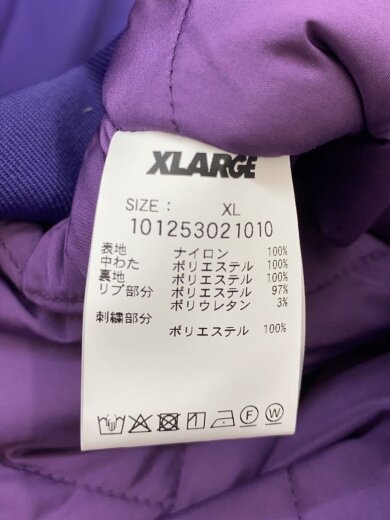 XLARGE
SIZE : XL
101253021010
表地 ナイロン 100%
中わた ポリエステル 100%
裏地 ポリエステル 100%
リブ部分 ポリエステル 97%
ポリウレタン 3%
刺繍部分
ポリエステル 100%
F W